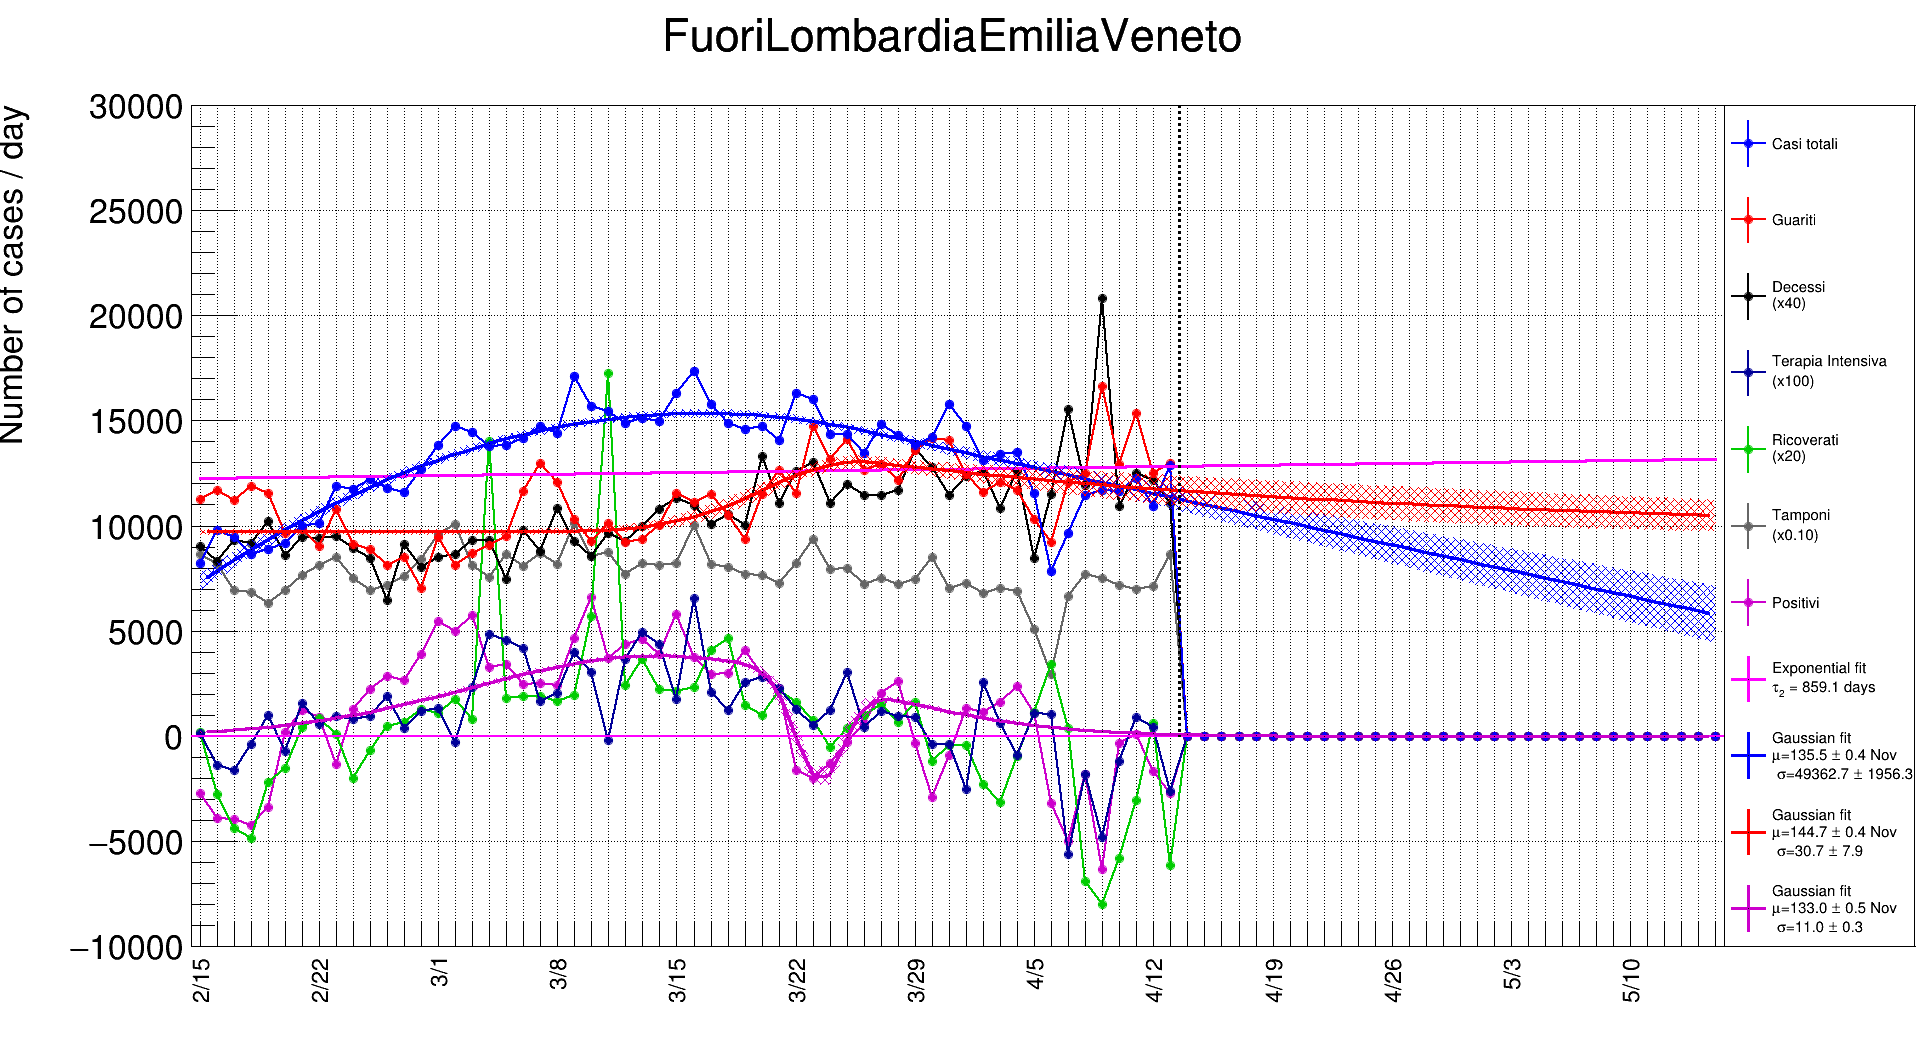 FuoriLombardiaEmiliaVeneto
Number of cases / day
30000
25000
20000
15000
10000
5000
0
−5000
−10000
2/15
2/22
3/1
3/8
3/15
3/22
3/29
4/5
4/12
4/19
4/26
5/3
5/10
Casi totali
Guariti
Decessi
(x40)
Terapia Intensiva
(x100)
Ricoverati
(x20)
Tamponi
(x0.10)
Positivi
Exponential fit
τ2 = 859.1 days
Gaussian fit
μ=135.5 ± 0.4 Nov
σ=49362.7 ± 1956.3
Gaussian fit
μ=144.7 ± 0.4 Nov
σ=30.7 ± 7.9
Gaussian fit
μ=133.0 ± 0.5 Nov
σ=11.0 ± 0.3